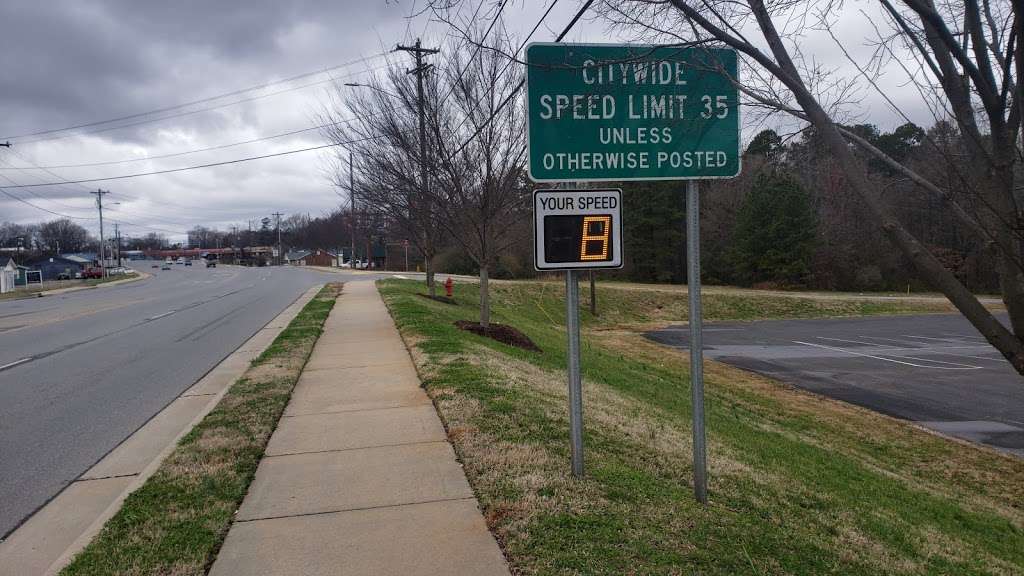 CITYWIDE
SPEED LIMIT 35
UNLESS
OTHERWISE POSTED
YOUR SPEED
8